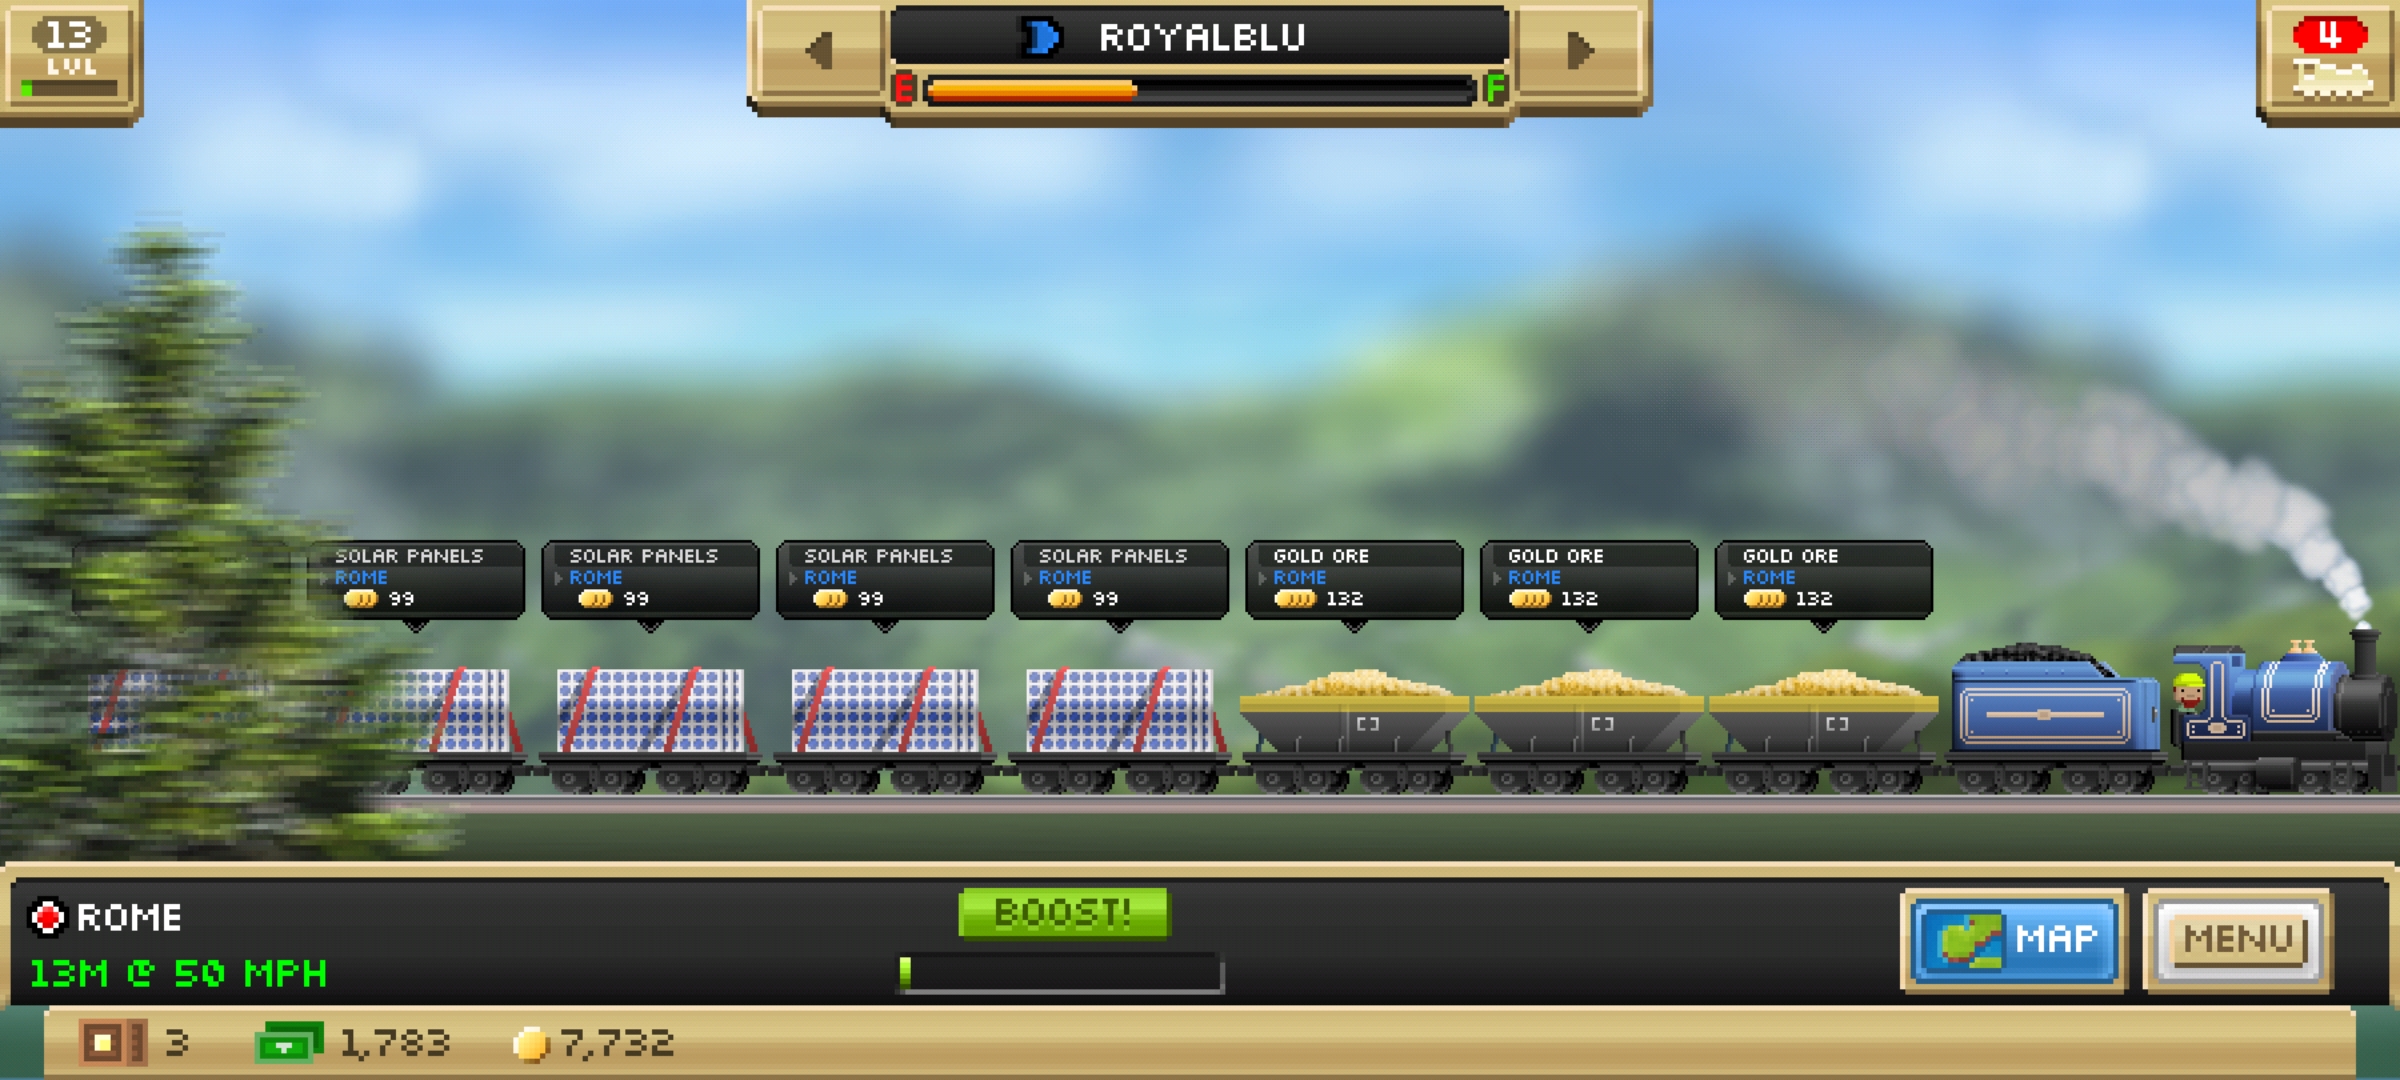 13
LVL
ROYALBLU
E
F
4
SOLAR PANELS
ROME
99
SOLAR PANELS
ROME
99
SOLAR PANELS
ROME
99
SOLAR PANELS
ROME
99
GOLD ORE
ROME
132
GOLD ORE
ROME
132
GOLD ORE
ROME
132
ROME
13M @ 50 MPH
BOOST!
MAP
MENU
3
1,783
7,732